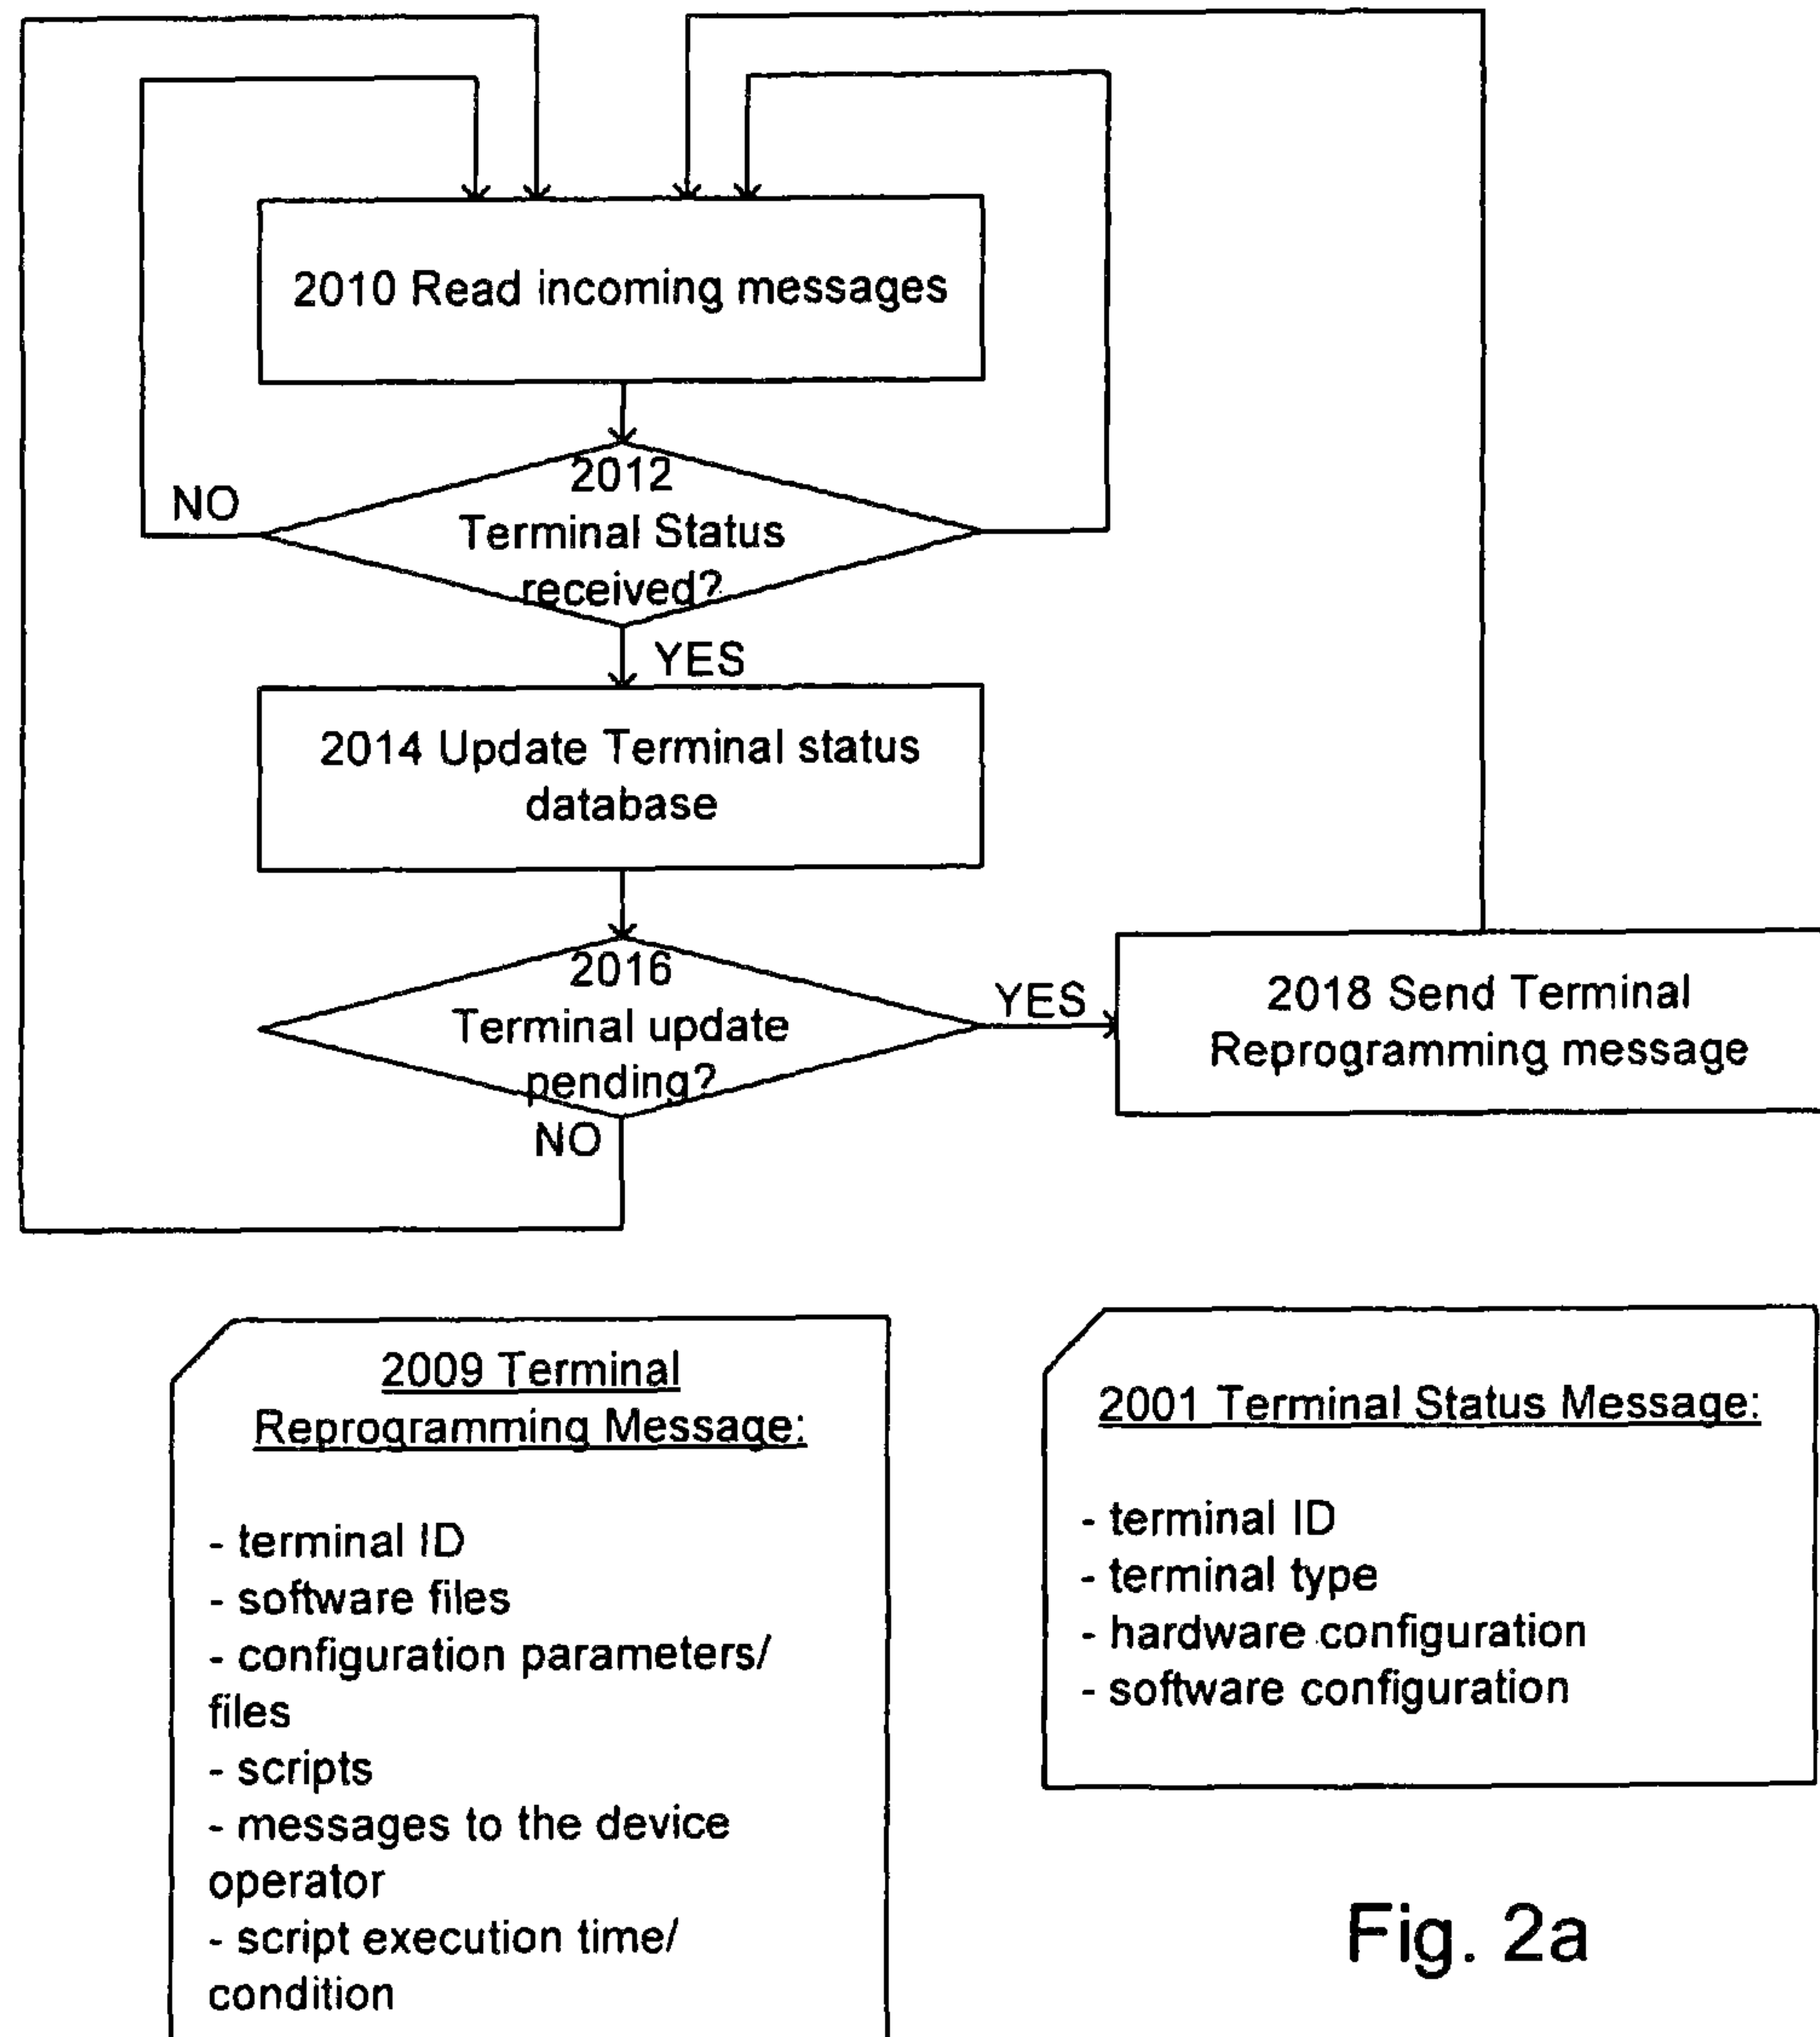 2010 Read incoming messages
2012
Terminal Status
received?
NO
YES
2014 Update Terminal status
database
2016
Terminal update
pending?
YES
NO
2018 Send Terminal
Reprogramming message
2009 Terminal
Reprogramming Message:
- terminal ID
- software files
- configuration parameters/
files
- scripts
- messages to the device
operator
- script execution time/
condition
2001 Terminal Status Message:
- terminal ID
- terminal type
- hardware configuration
- software configuration
Fig. 2a